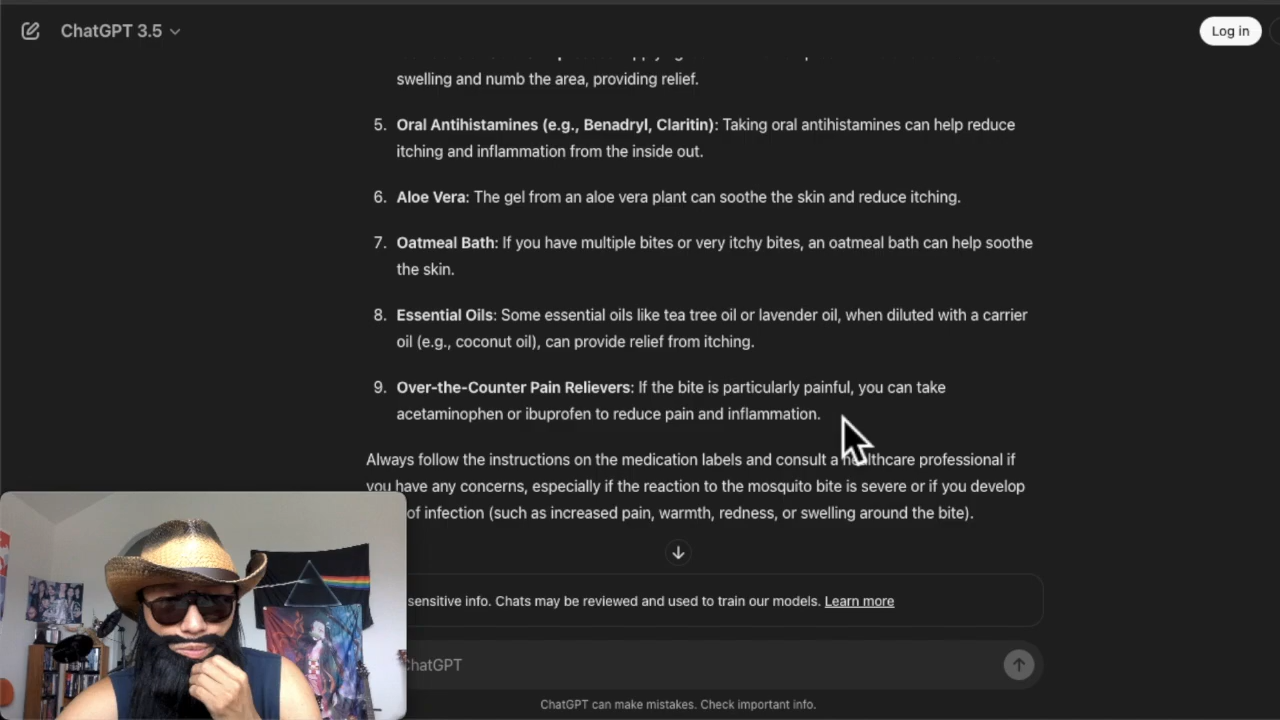 ChatGPT 3.5
Log in
swelling and numb the area, providing relief.
5. Oral Antihistamines (e.g., Benadryl, Claritin): Taking oral antihistamines can help reduce
itching and inflammation from the inside out.
6. Aloe Vera: The gel from an aloe vera plant can soothe the skin and reduce itching.
7. Oatmeal Bath: If you have multiple bites or very itchy bites, an oatmeal bath can help soothe
the skin.
8. Essential Oils: Some essential oils like tea tree oil or lavender oil, when diluted with a carrier
oil (e.g., coconut oil), can provide relief from itching.
9. Over-the-Counter Pain Relievers: If the bite is particularly painful, you can take
acetaminophen or ibuprofen to reduce pain and inflammation.
Always follow the instructions on the medication labels and consult a healthcare professional if
you have any concerns, especially if the reaction to the mosquito bite is severe or if you develop
of infection (such as increased pain, warmth, redness, or swelling around the bite).
sensitive info. Chats may be reviewed and used to train our models. Learn more
ChatGPT
ChatGPT can make mistakes. Check important info.